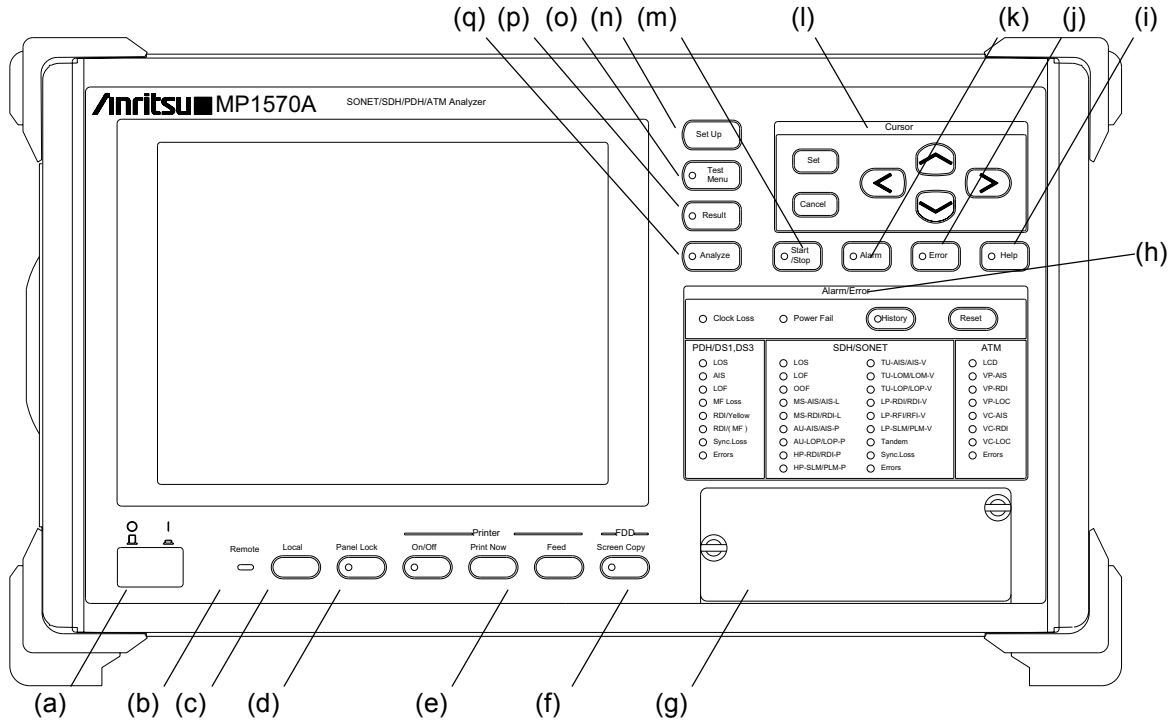 (q) (p) (o) (n) (m) (l) (k) (j) (i)
Anritsu MP1570A SONET/SDH/PDH/ATM Analyzer
Set Up
Test
Menu
Result
Analyze
Cursor
Set
Cancel
Start
/Stop
Alarm
Error
Help
(h)
Alarm/Error
Clock Loss
Power Fail
History
Reset
PDH/DS1,DS3
LOS
AIS
LOF
MF Loss
RDI/Yellow
RDI/( MF )
Sync.Loss
Errors
SDH/SONET
LOS
LOF
OOF
MS-AIS/AIS-L
MS-RDI/RDI-L
AU-AIS/AIS-P
AU-LOP/LOP-P
HP-RDI/RDI-P
HP-SLM/PLM-P
TU-AIS/AIS-V
TU-LOM/LOM-V
TU-LOP/LOP-V
LP-RDI/RDI-V
LP-RFI/RFI-V
LP-SLM/PLM-V
Tandem
Sync.Loss
Errors
ATM
LCD
VP-AIS
VP-RDI
VP-LOC
VC-AIS
VC-RDI
VC-LOC
Errors
Printer
FDD
Remote
Local
Panel Lock
On/Off
Print Now
Feed
Screen Copy
(a) (b) (c) (d) (e) (f) (g)